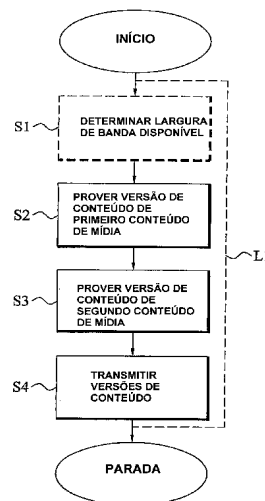 INÍCIO
S1
DETERMINAR LARGURA
DE BANDA DISPONÍVEL
S2
PROVER VERSÃO DE
CONTEÚDO DE
PRIMEIRO CONTEÚDO
DE MÍDIA
L
S3
PROVER VERSÃO DE
CONTEÚDO DE
SEGUNDO CONTEÚDO
DE MÍDIA
S4
TRANSMITIR
VERSÕES DE
CONTEÚDO
PARADA